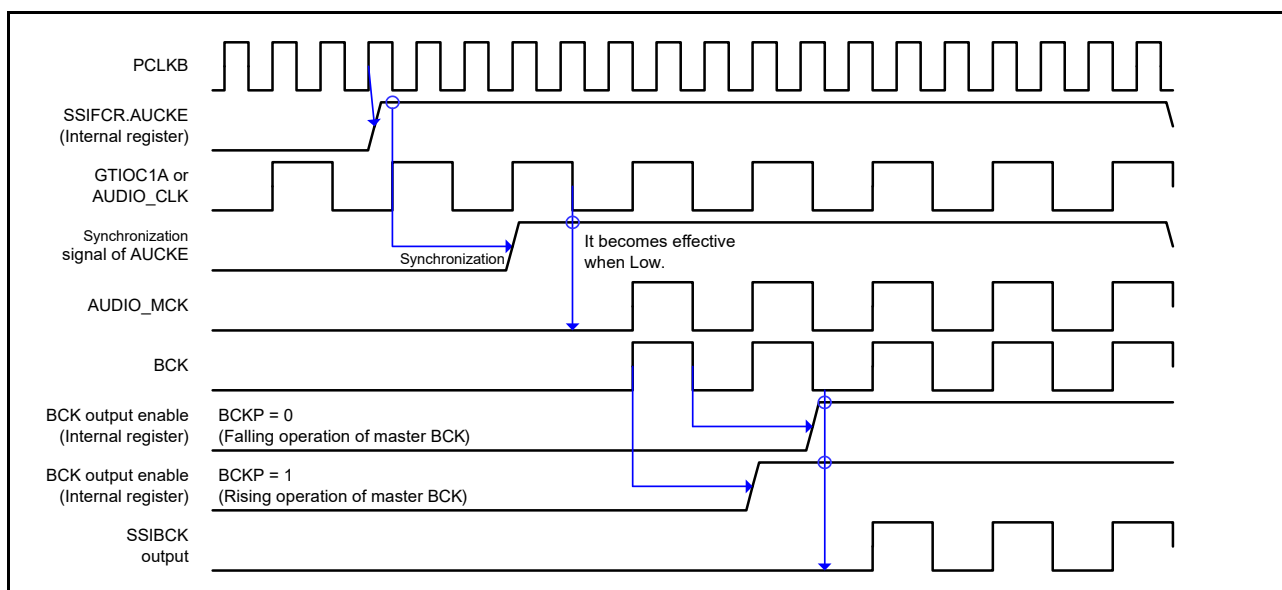 PCLKB
SSIFCR.AUCKE
(Internal register)
GTIOC1A or
AUDIO_CLK
Synchronization
signal of AUCKE
Synchronization
It becomes effective
when Low.
AUDIO_MCK
BCK
BCK output enable
(Internal register)
BCKP = 0
(Falling operation of master BCK)
BCK output enable
(Internal register)
BCKP = 1
(Rising operation of master BCK)
SSIBCK
output